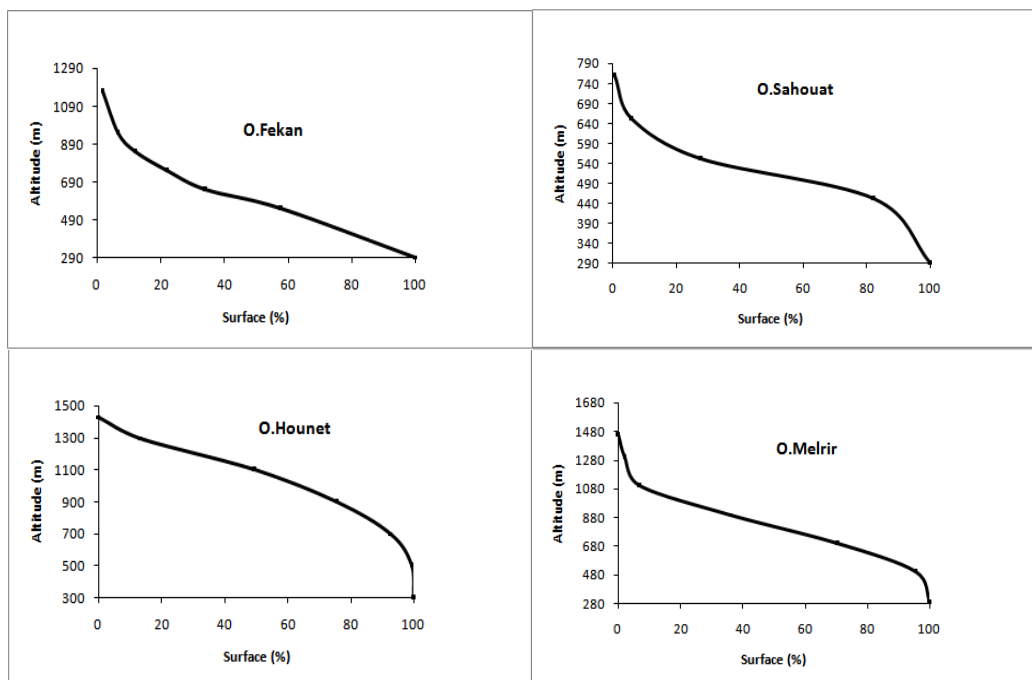 O.Fekan
Altitude (m)
1290
1090
890
690
490
290
0 20 40 60 80 100
Surface (%)
O.Sahouat
Altitude (m)
790
740
690
640
590
540
490
440
390
340
290
0 20 40 60 80 100
Surface (%)
O.Hounet
Altitude (m)
1500
1300
1100
900
700
500
300
0 20 40 60 80 100
Surface (%)
O.Melrir
Altitude (m)
1680
1480
1280
1080
880
680
480
280
0 20 40 60 80 100
Surface (%)